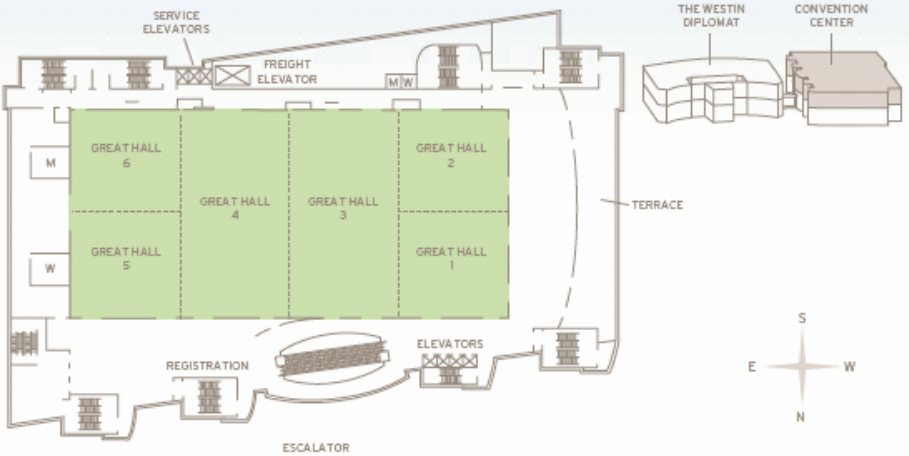 SERVICE
ELEVATORS
FREIGHT
ELEVATOR
M W
THE WESTIN
DIPLOMAT
CONVENTION
CENTER
GREAT HALL
6
GREAT HALL
4
GREAT HALL
3
GREAT HALL
2
M
TERRACE
GREAT HALL
5
GREAT HALL
1
W
REGISTRATION
ELEVATORS
ESCALATOR
S
E
W
N